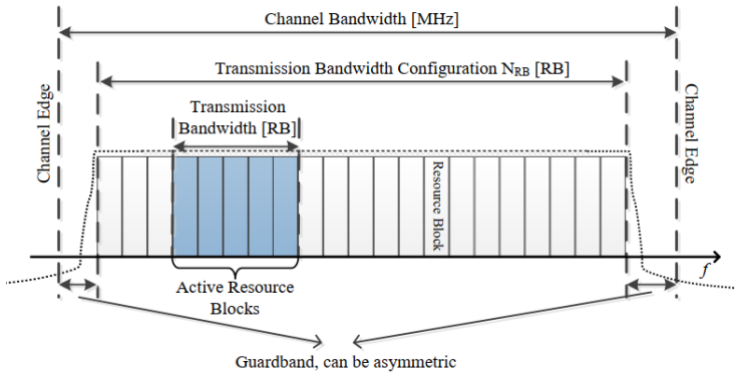 Channel Bandwidth [MHz]
Transmission Bandwidth Configuration N_RB [RB]
Transmission
Bandwidth [RB]
Channel Edge
Channel Edge
Resource Block
f
Active Resource
Blocks
Guardband, can be asymmetric